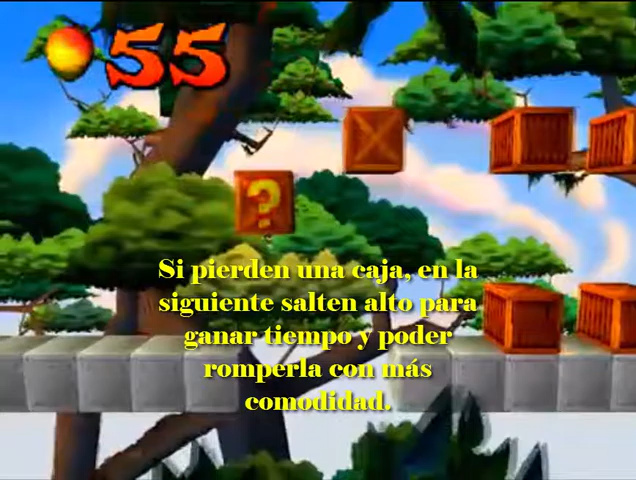 55
?
Si pierden una caja, en la
siguiente salten alto para
ganar tiempo y poder
romperla con más
comodidad.